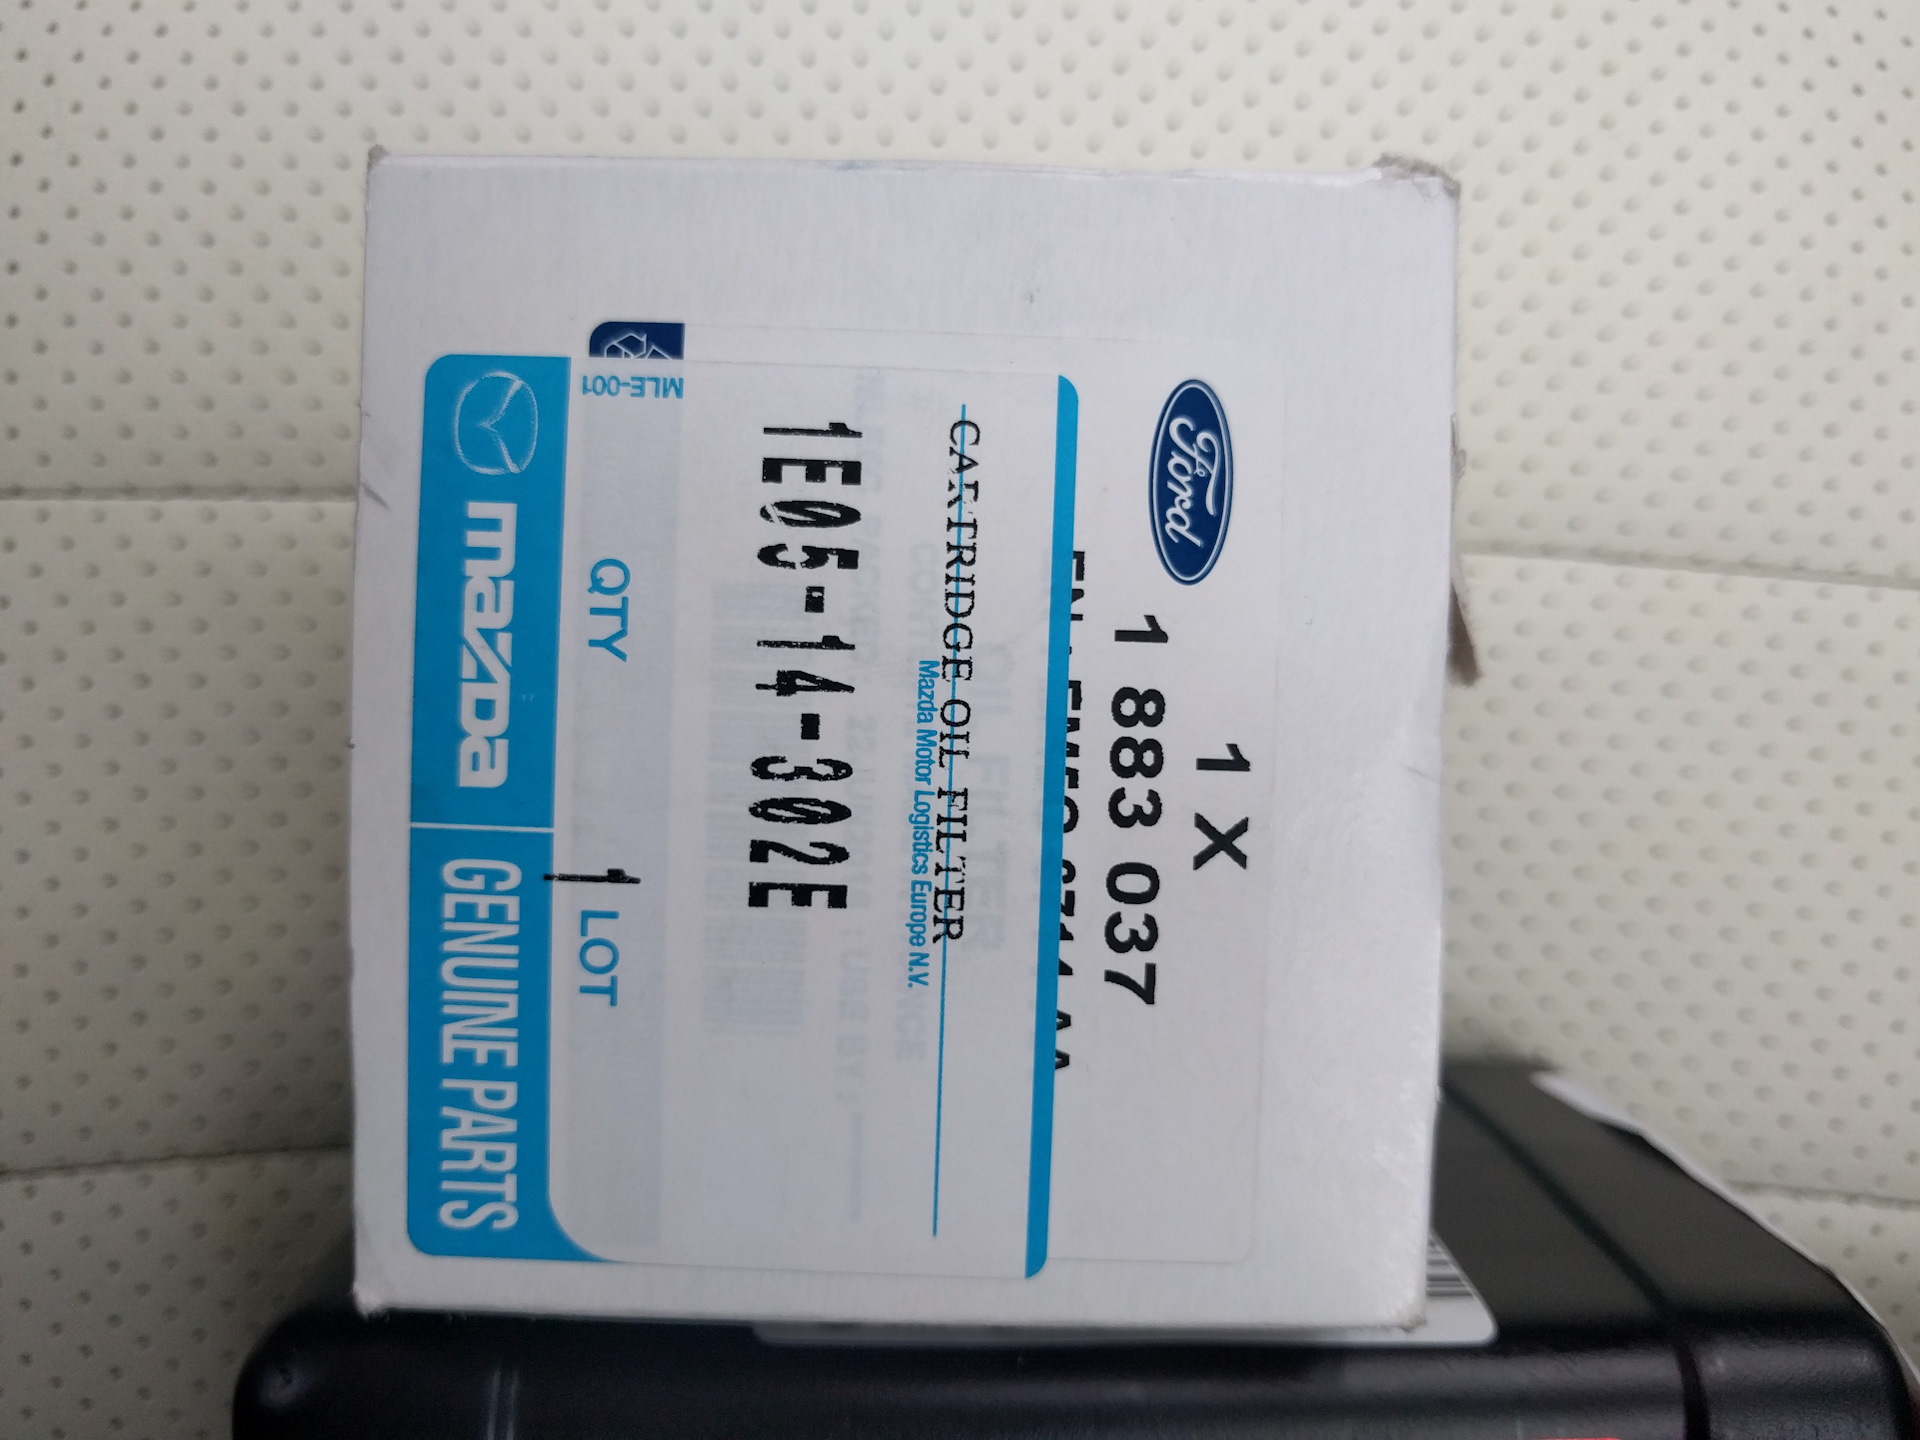 1 X
Ford 1 883 037
CARTRIDGE OIL FILTER
Mazda Motor Logistics Europe N.V.
1E05-14-302E
MLE-001
QTY 1 LOT
mazda GENUINE PARTS